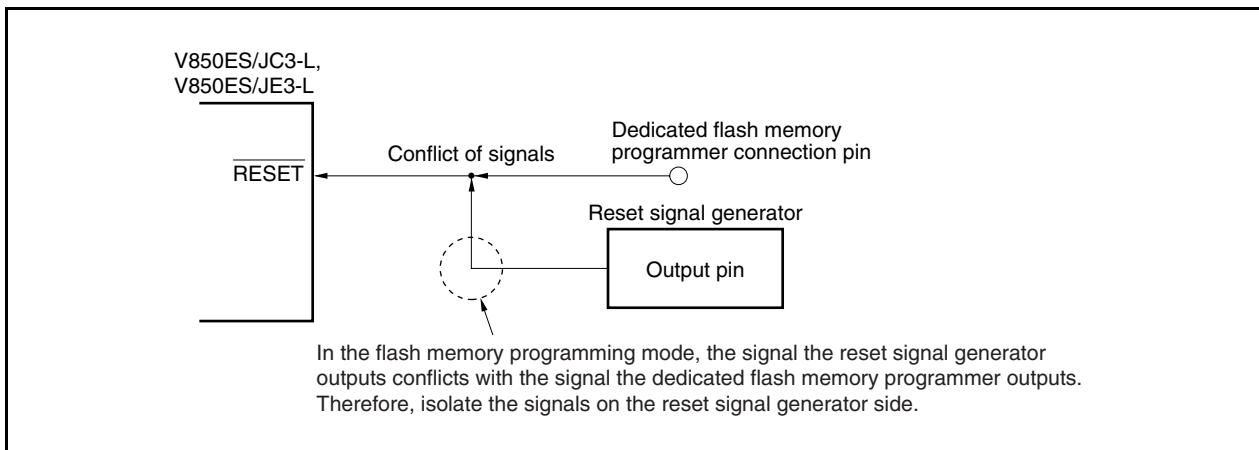 V850ES/JC3-L,
V850ES/JE3-L
RESET
Conflict of signals
Dedicated flash memory
programmer connection pin
Reset signal generator
Output pin
In the flash memory programming mode, the signal the reset signal generator
outputs conflicts with the signal the dedicated flash memory programmer outputs.
Therefore, isolate the signals on the reset signal generator side.